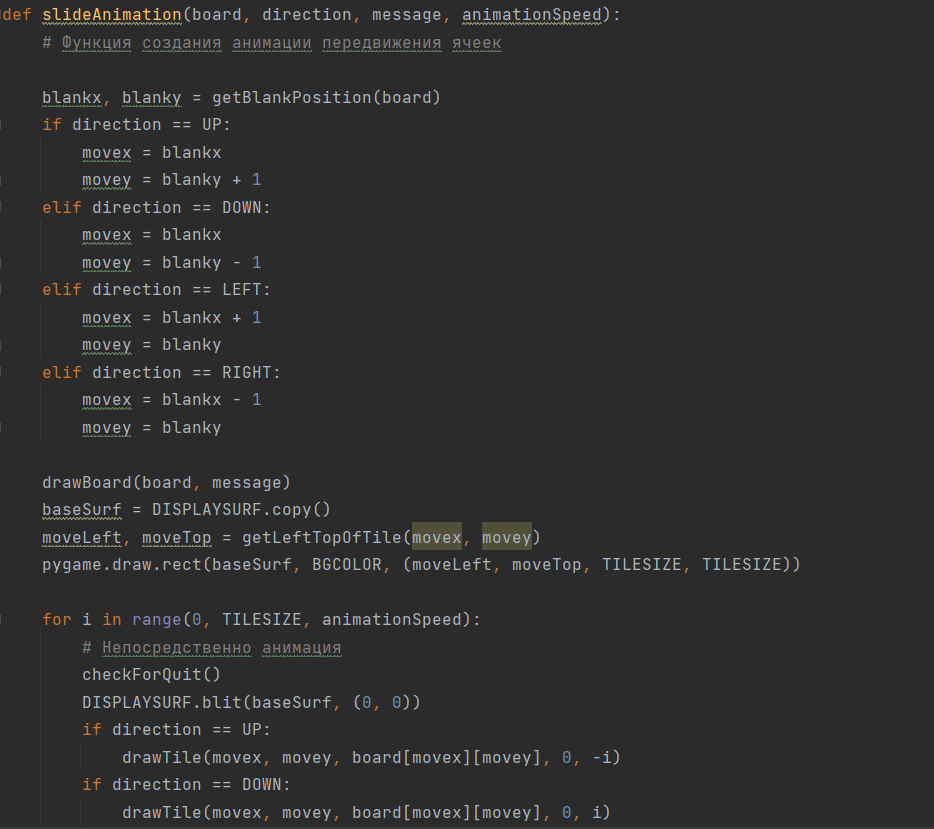 def slideAnimation(board, direction, message, animationSpeed):
    # Функция создания анимации передвижения ячеек

    blankx, blanky = getBlankPosition(board)
    if direction == UP:
        movex = blankx
        movey = blanky + 1
    elif direction == DOWN:
        movex = blankx
        movey = blanky - 1
    elif direction == LEFT:
        movex = blankx + 1
        movey = blanky
    elif direction == RIGHT:
        movex = blankx - 1
        movey = blanky

    drawBoard(board, message)
    baseSurf = DISPLAYSURF.copy()
    moveLeft, moveTop = getLeftTopOfTile(movex, movey)
    pygame.draw.rect(baseSurf, BGCOLOR, (moveLeft, moveTop, TILESIZE, TILESIZE))

    for i in range(0, TILESIZE, animationSpeed):
        # Непосредственно анимация
        checkForQuit()
        DISPLAYSURF.blit(baseSurf, (0, 0))
        if direction == UP:
            drawTile(movex, movey, board[movex][movey], 0, -i)
        if direction == DOWN:
            drawTile(movex, movey, board[movex][movey], 0, i)